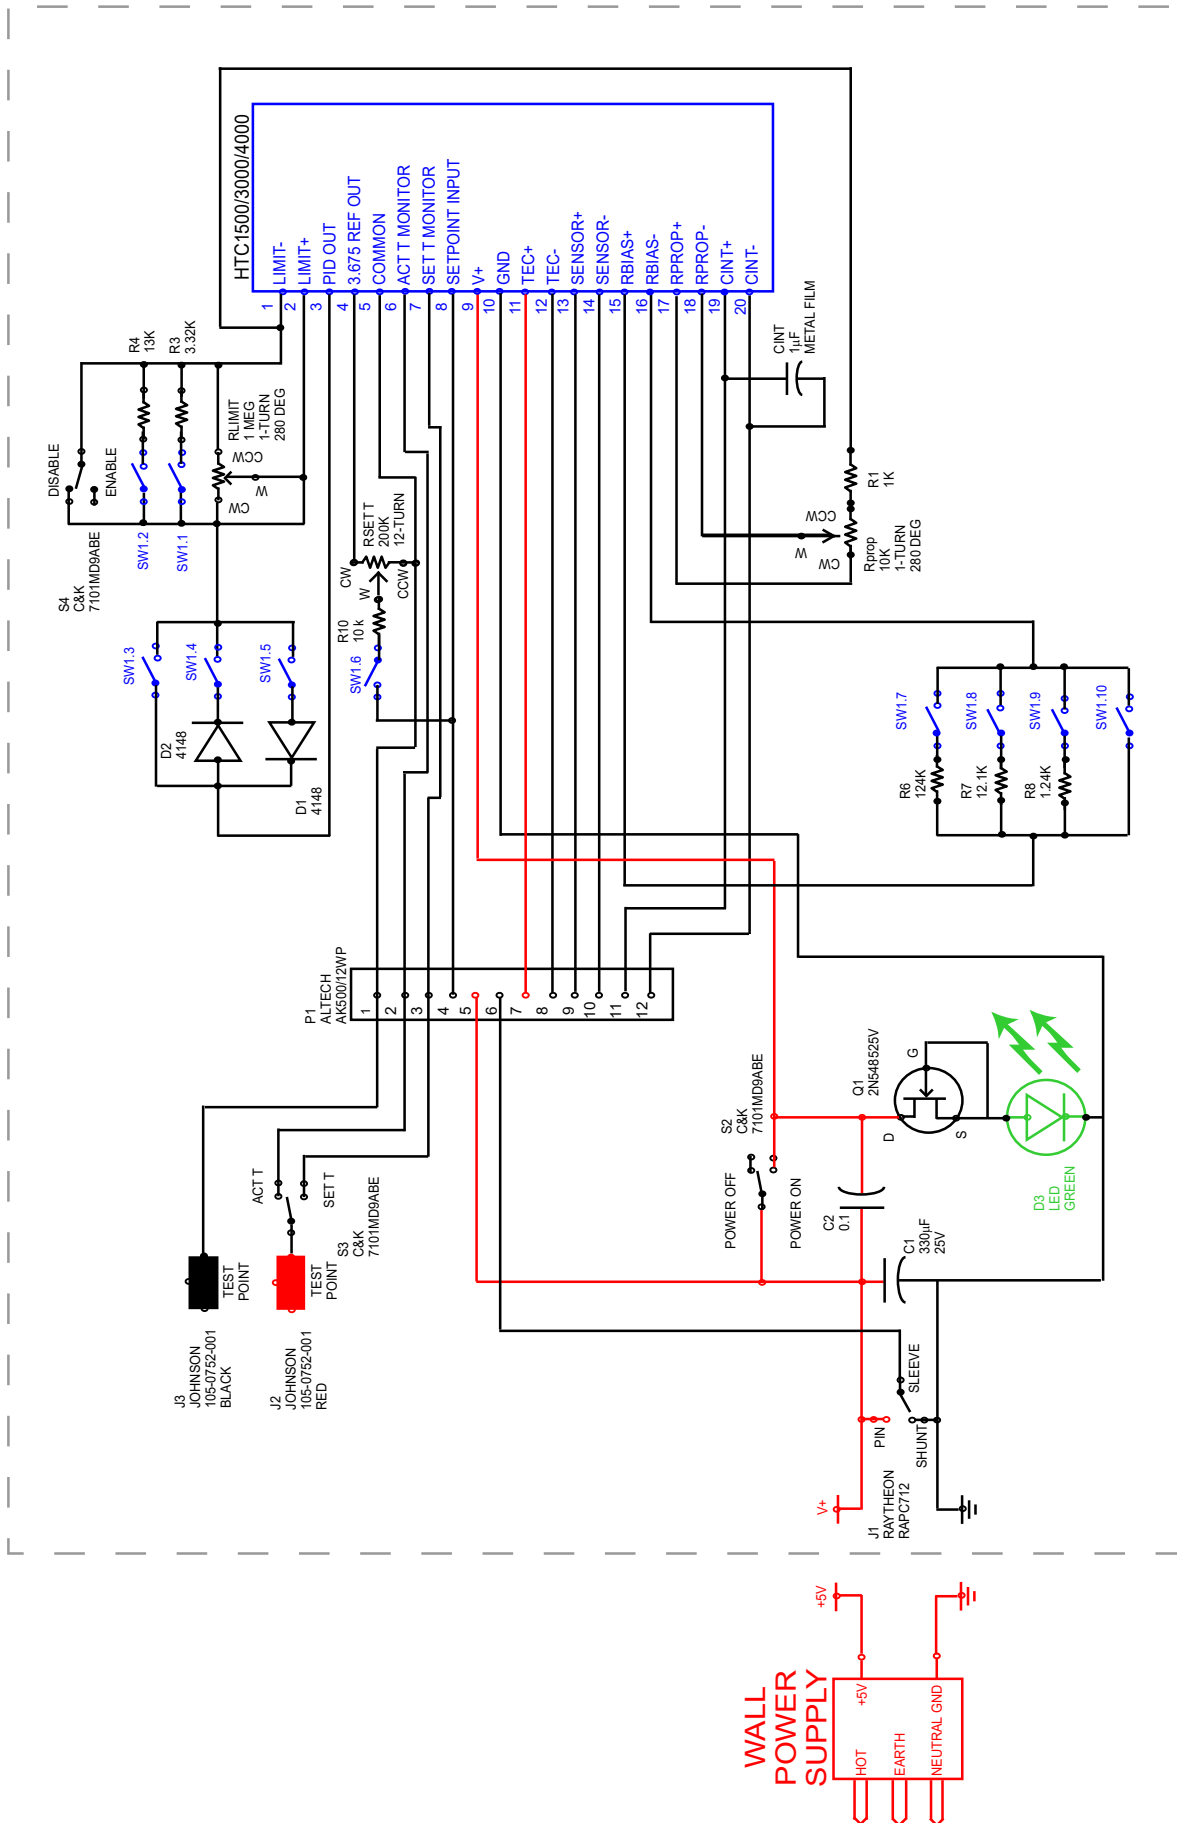 HTC1500/3000/4000
LIMIT-
LIMIT+
PID OUT
3.675 REF OUT
COMMON
ACT T MONITOR
SET T MONITOR
SETPOINT INPUT
V+
GND
TEC+
TEC-
SENSOR+
SENSOR-
RBIAS+
RBIAS-
RPROP+
RPROP-
CINT+
CINT-
1
2
3
4
5
6
7
8
9
10
11
12
13
14
15
16
17
18
19
20
R4
13K
R3
3.32K
RLIMIT
1 MEG
1-TURN
280 DEG
CCW
W
CW
DISABLE
ENABLE
S4
C&K
7101MD9ABE
SW1.2
SW1.1
SW1.3
SW1.4
SW1.5
D2
4148
D1
4148
RSET T
200K
12-TURN
CW
W
CCW
R10
10 k
SW1.6
CINT
1µF
METAL FILM
R1
1K
CCW
W
CW
Rprop
10K
1-TURN
280 DEG
SW1.7
SW1.8
SW1.9
SW1.10
R6
124K
R7
12.1K
R8
1.24K
P1
ALTECH
AK500/12WP
1
2
3
4
5
6
7
8
9
10
11
12
ACT T
SET T
S3
C&K
7101MD9ABE
TEST
POINT
TEST
POINT
J3
JOHNSON
105-0752-001
BLACK
J2
JOHNSON
105-0752-001
RED
S2
C&K
7101MD9ABE
POWER OFF
POWER ON
Q1
2N548525V
G
D
S
D3
LED
GREEN
C2
0.1
C1
330µF
25V
SLEEVE
PIN
SHUNT
J1
RAYTHEON
RAPC712
V+
+5V
WALL
POWER
SUPPLY
+5V
HOT
EARTH
NEUTRAL GND